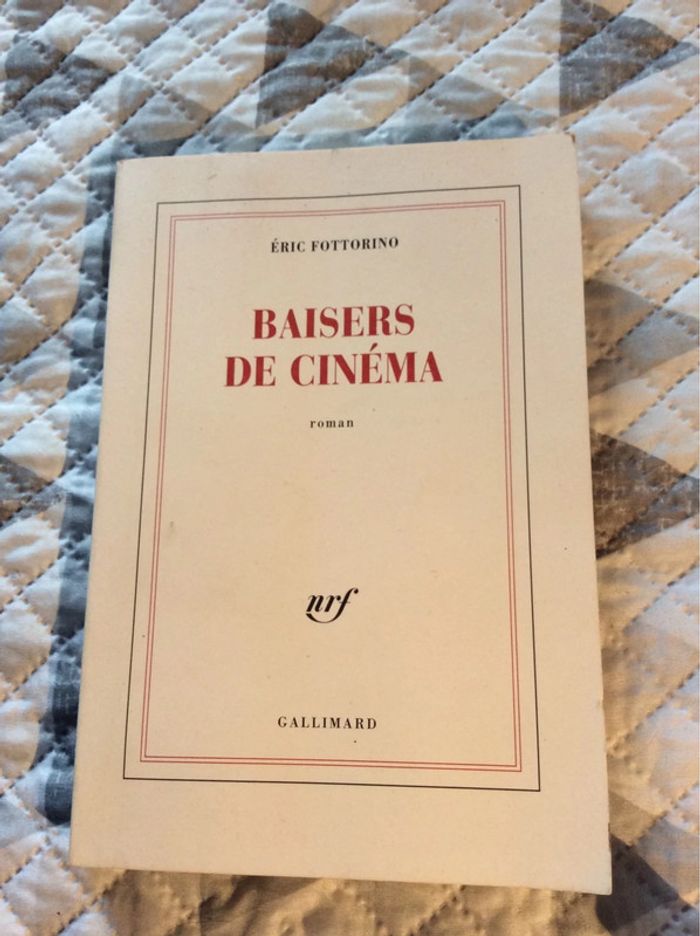 ÉRIC FOTTORINO
BAISERS
DE CINÉMA
roman
nrf
GALLIMARD